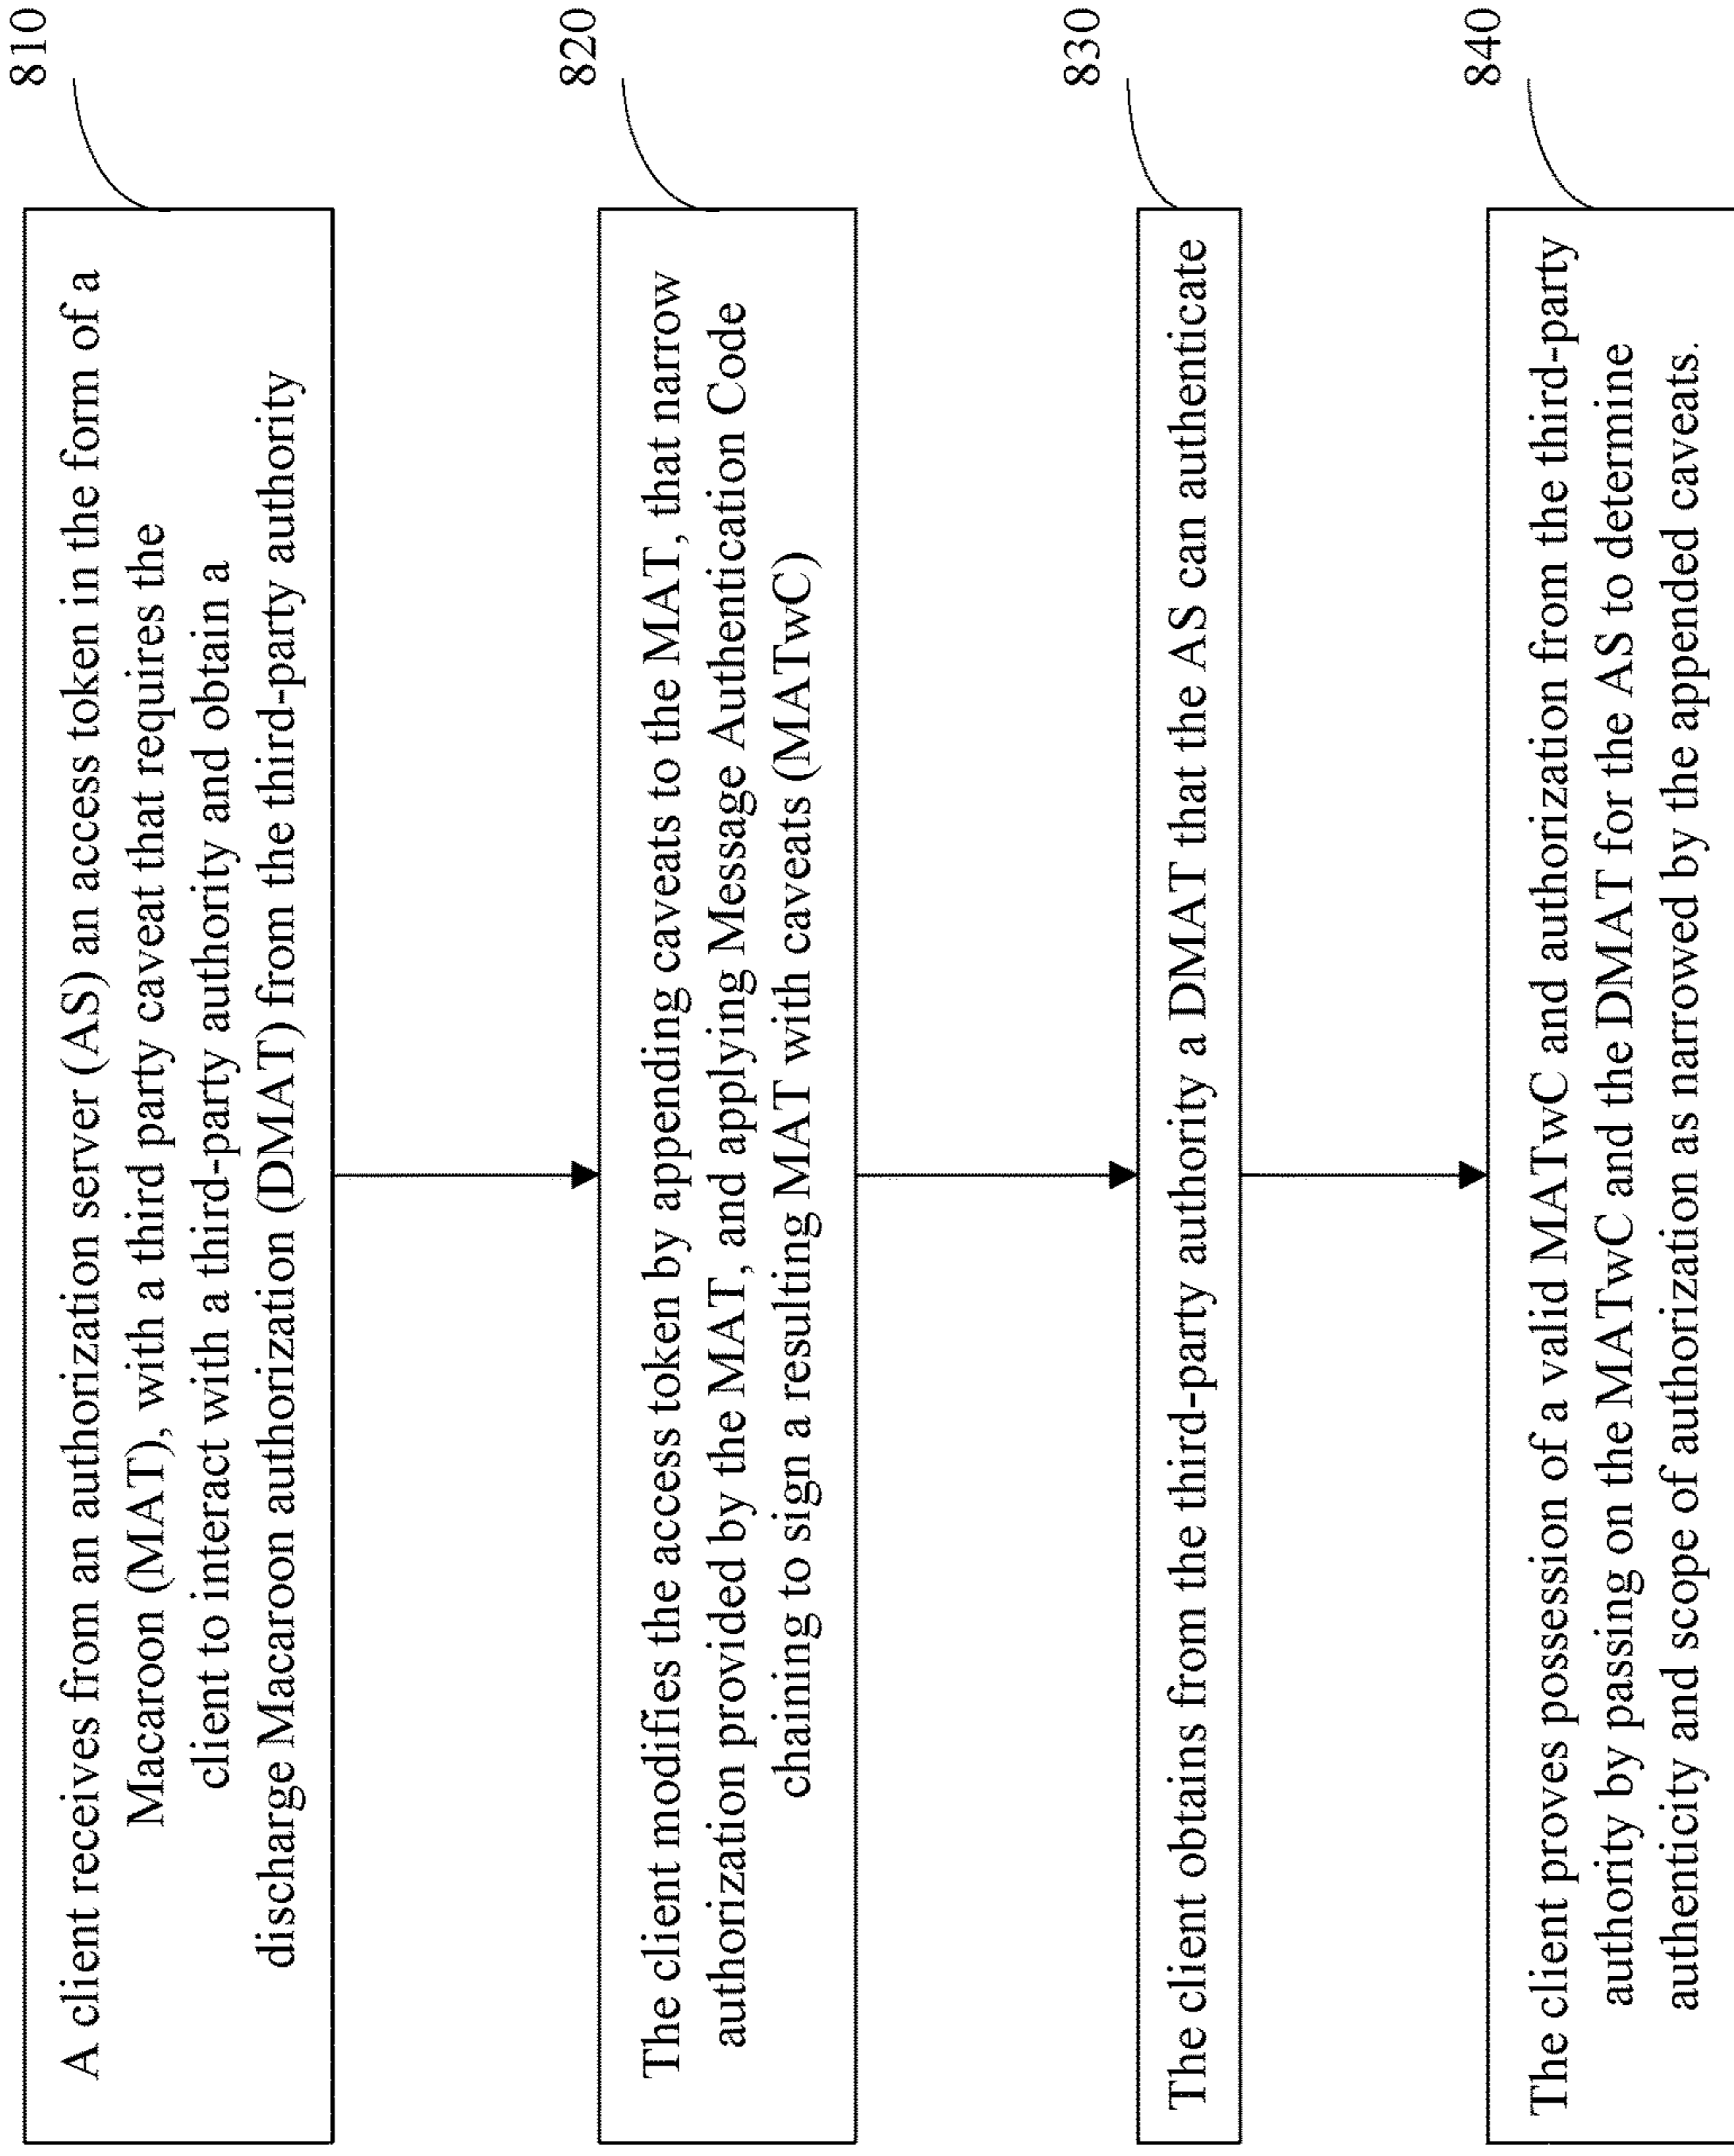 810
A client receives from an authorization server (AS) an access token in the form of a
Macaroon (MAT), with a third party caveat that requires the
client to interact with a third-party authority and obtain a
discharge Macaroon authorization (DMAT) from the third-party authority
820
The client modifies the access token by appending caveats to the MAT, that narrow
authorization provided by the MAT, and applying Message Authentication Code
chaining to sign a resulting MAT with caveats (MATwC)
830
The client obtains from the third-party authority a DMAT that the AS can authenticate
840
The client proves possession of a valid MATwC and authorization from the third-party
authority by passing on the MATwC and the DMAT for the AS to determine
authenticity and scope of authorization as narrowed by the appended caveats.